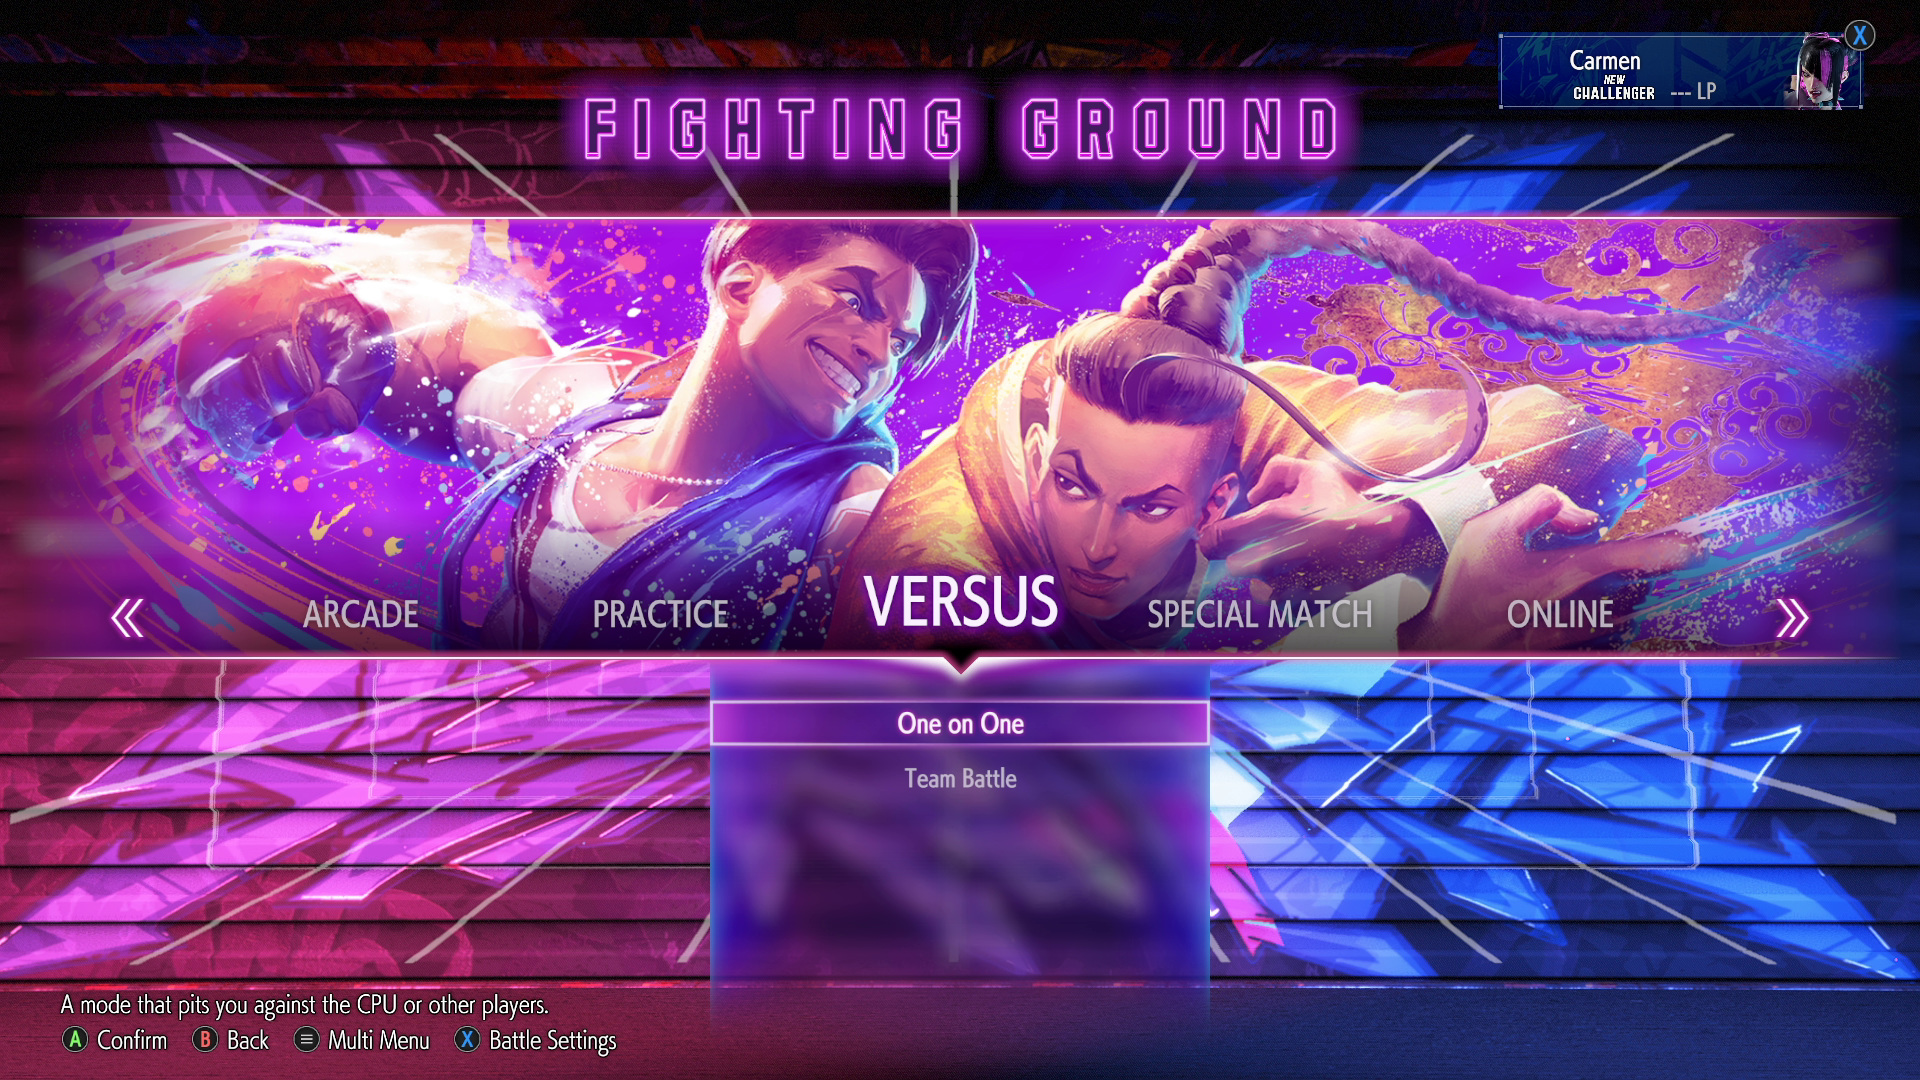 X
Carmen
NEW
CHALLENGER --- LP
FIGHTING GROUND
ARCADE PRACTICE VERSUS SPECIAL MATCH ONLINE
One on One
Team Battle
A mode that pits you against the CPU or other players.
A Confirm B Back Multi Menu X Battle Settings